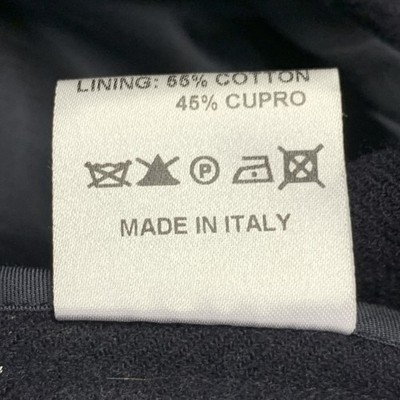 LINING: 55% COTTON
45% CUPRO
P
MADE IN ITALY